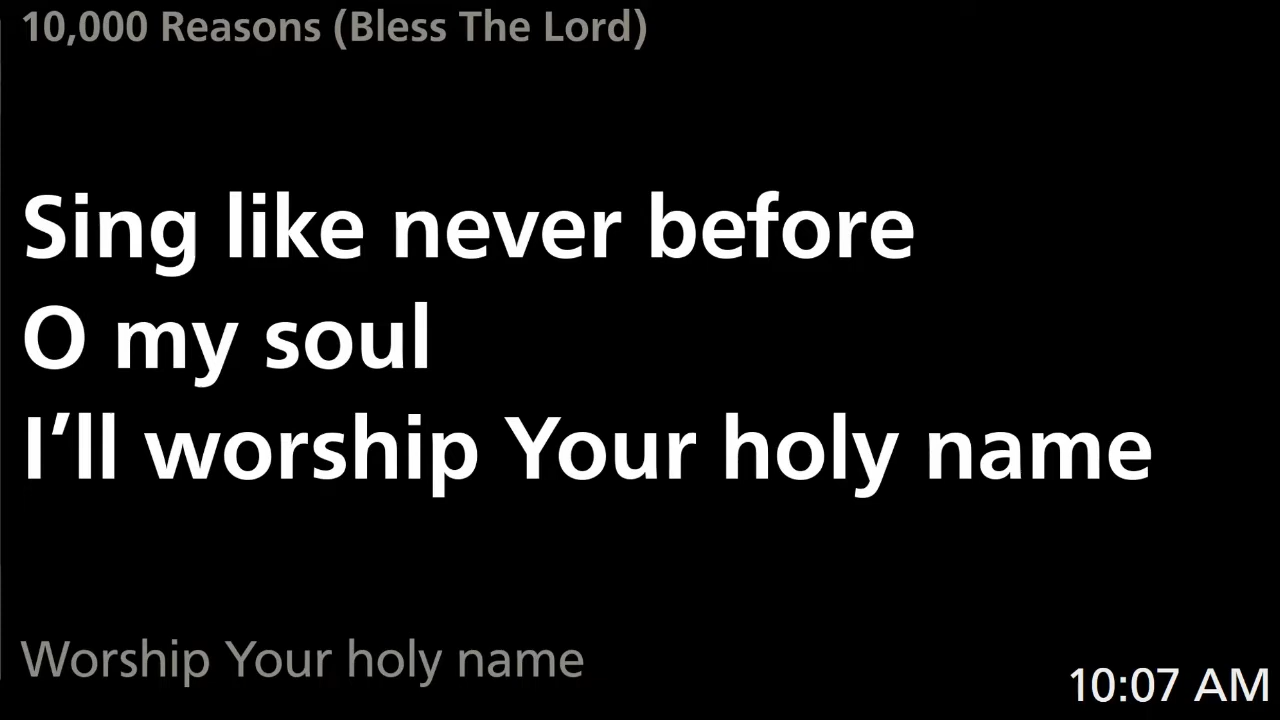 10,000 Reasons (Bless The Lord)
Sing like never before
O my soul
I’ll worship Your holy name
Worship Your holy name
10:07 AM